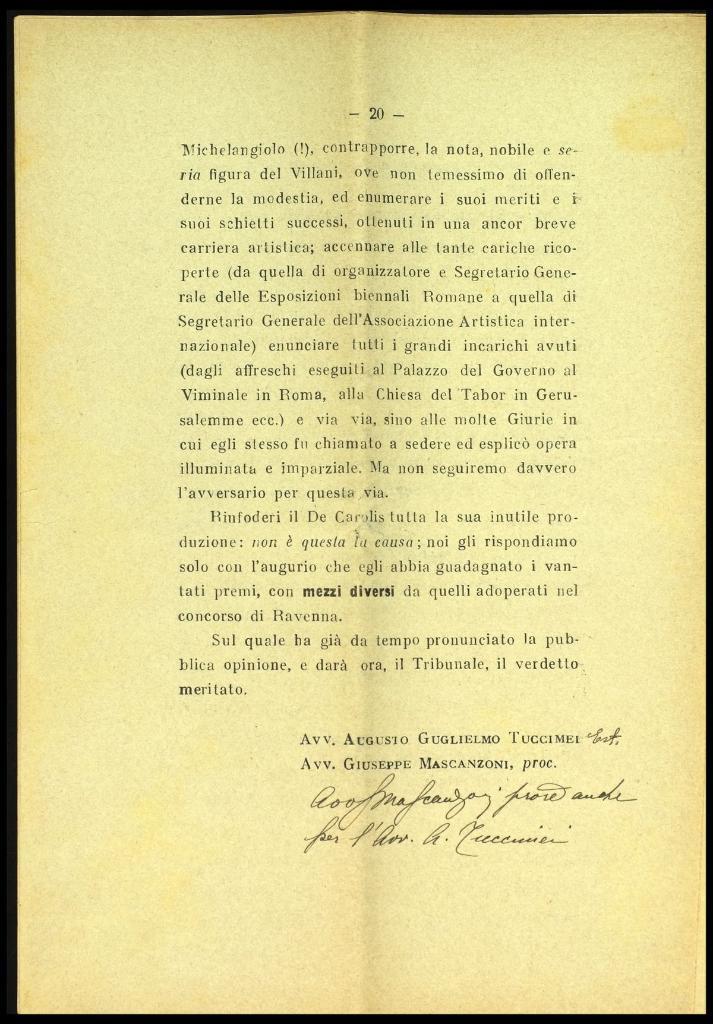 — 20 —
Michelangiolo (!), contrapporre, la nota, nobile e se-
ria figura del Villani, ove non temessimo di offen-
derne la modestia, ed enumerare i suoi meriti e i
suoi schietti successi, ottenuti in una ancor breve
carriera artistica; accennare alle tante cariche rico-
perte (da quella di organizzatore e Segretario Gene-
rale delle Esposizioni biennali Romane a quella di
Segretario Generale dell'Associazione Artistica inter-
nazionale) enunciare tutti i grandi incarichi avuti
(dagli affreschi eseguiti al Palazzo del Governo al
Viminale in Roma, alla Chiesa del Tabor in Geru-
salemme ecc.) e via via, sino alle molte Giurie in
cui egli stesso fu chiamato a sedere ed esplicò opera
illuminata e imparziale. Ma non seguiremo davvero
l'avversario per questa via.
Rinfoderi il De Carolis tutta la sua inutile pro-
duzione: non è questa la causa; noi gli rispondiamo
solo con l'augurio che egli abbia guadagnato i van-
tati premi, con mezzi diversi da quelli adoperati nel
concorso di Ravenna.
Sul quale ha già da tempo pronunciato la pub-
blica opinione, e darà ora, il Tribunale, il verdetto
meritato.
Avv. Augusto Guglielmo Tuccimei Est.
Avv. Giuseppe Mascanzoni, proc.
Avv Mascanzoni proc anche
per l'Avv. A. Tuccimei